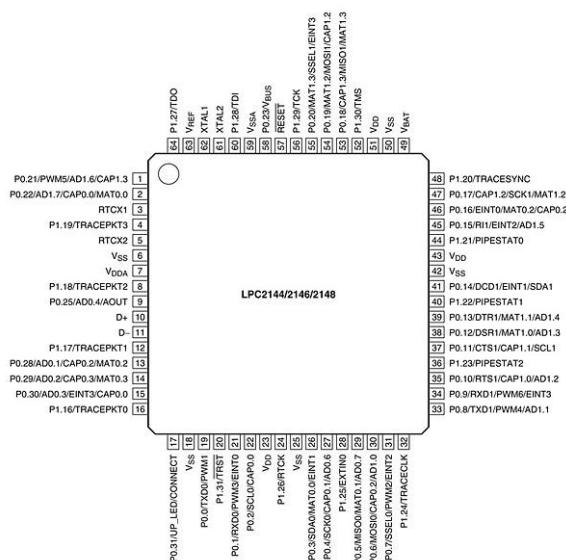 64 P1.27/TDO
63 VREF
62 XTAL1
61 XTAL2
60 P1.28/TDI
59 VSSA
58 P0.23/VBUS
57 RESET
56 P1.29/TCK
55 P0.20/MAT1.3/SSEL1/EINT3
54 P0.19/MAT1.2/MOSI1/CAP1.2
53 P0.18/CAP1.3/MISO1/MAT1.3
52 P1.30/TMS
51 VDD
50 VSS
49 VBAT
P0.21/PWM5/AD1.6/CAP1.3 1
P0.22/AD1.7/CAP0.0/MAT0.0 2
RTCX1 3
P1.19/TRACEPKT3 4
RTCX2 5
VSS 6
VDDA 7
P1.18/TRACEPKT2 8
P0.25/AD0.4/AOUT 9
D+ 10
D− 11
P1.17/TRACEPKT1 12
P0.28/AD0.1/CAP0.2/MAT0.2 13
P0.29/AD0.2/CAP0.3/MAT0.3 14
P0.30/AD0.3/EINT3/CAP0.0 15
P1.16/TRACEPKT0 16
LPC2144/2146/2148
48 P1.20/TRACESYNC
47 P0.17/CAP1.2/SCK1/MAT1.2
46 P0.16/EINT0/MAT0.2/CAP0.2
45 P0.15/RI1/EINT2/AD1.5
44 P1.21/PIPESTAT0
43 VDD
42 VSS
41 P0.14/DCD1/EINT1/SDA1
40 P1.22/PIPESTAT1
39 P0.13/DTR1/MAT1.1/AD1.4
38 P0.12/DSR1/MAT1.0/AD1.3
37 P0.11/CTS1/CAP1.1/SCL1
36 P1.23/PIPESTAT2
35 P0.10/RTS1/CAP1.0/AD1.2
34 P0.9/RXD1/PWM6/EINT3
33 P0.8/TXD1/PWM4/AD1.1
P0.31/UP_LED/CONNECT 17
VSS 18
P0.0/TXD0/PWM1 19
P1.31/TRST 20
P0.1/RXD0/PWM3/EINT0 21
P0.2/SCL0/CAP0.0 22
VDD 23
P1.26/RTCK 24
VSS 25
P0.3/SDA0/MAT0.0/EINT1 26
P0.4/SCK0/CAP0.1/AD0.6 27
P1.25/EXTIN0 28
P0.5/MISO0/MAT0.1/AD0.7 29
P0.6/MOSI0/CAP0.2/AD1.0 30
P0.7/SSEL0/PWM2/EINT2 31
P1.24/TRACECLK 32